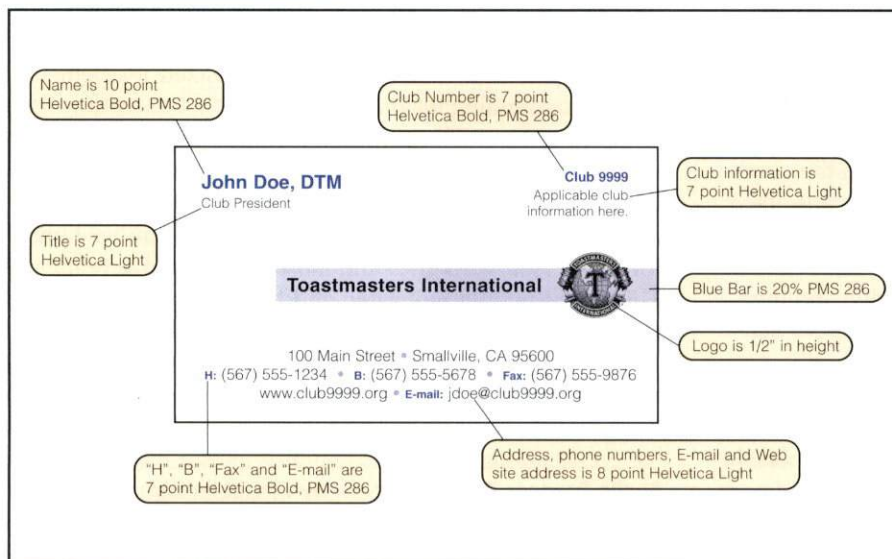 Name is 10 point
Helvetica Bold, PMS 286
Club Number is 7 point
Helvetica Bold, PMS 286
John Doe, DTM
Club President
Club 9999
Applicable club
information here.
Club information is
7 point Helvetica Light
Title is 7 point
Helvetica Light
Toastmasters International
TOASTMASTERS
T
INTERNATIONAL
Blue Bar is 20% PMS 286
Logo is 1/2" in height
100 Main Street • Smallville, CA 95600
H: (567) 555-1234 • B: (567) 555-5678 • Fax: (567) 555-9876
www.club9999.org • E-mail: jdoe@club9999.org
"H", "B", "Fax" and "E-mail" are
7 point Helvetica Bold, PMS 286
Address, phone numbers, E-mail and Web
site address is 8 point Helvetica Light